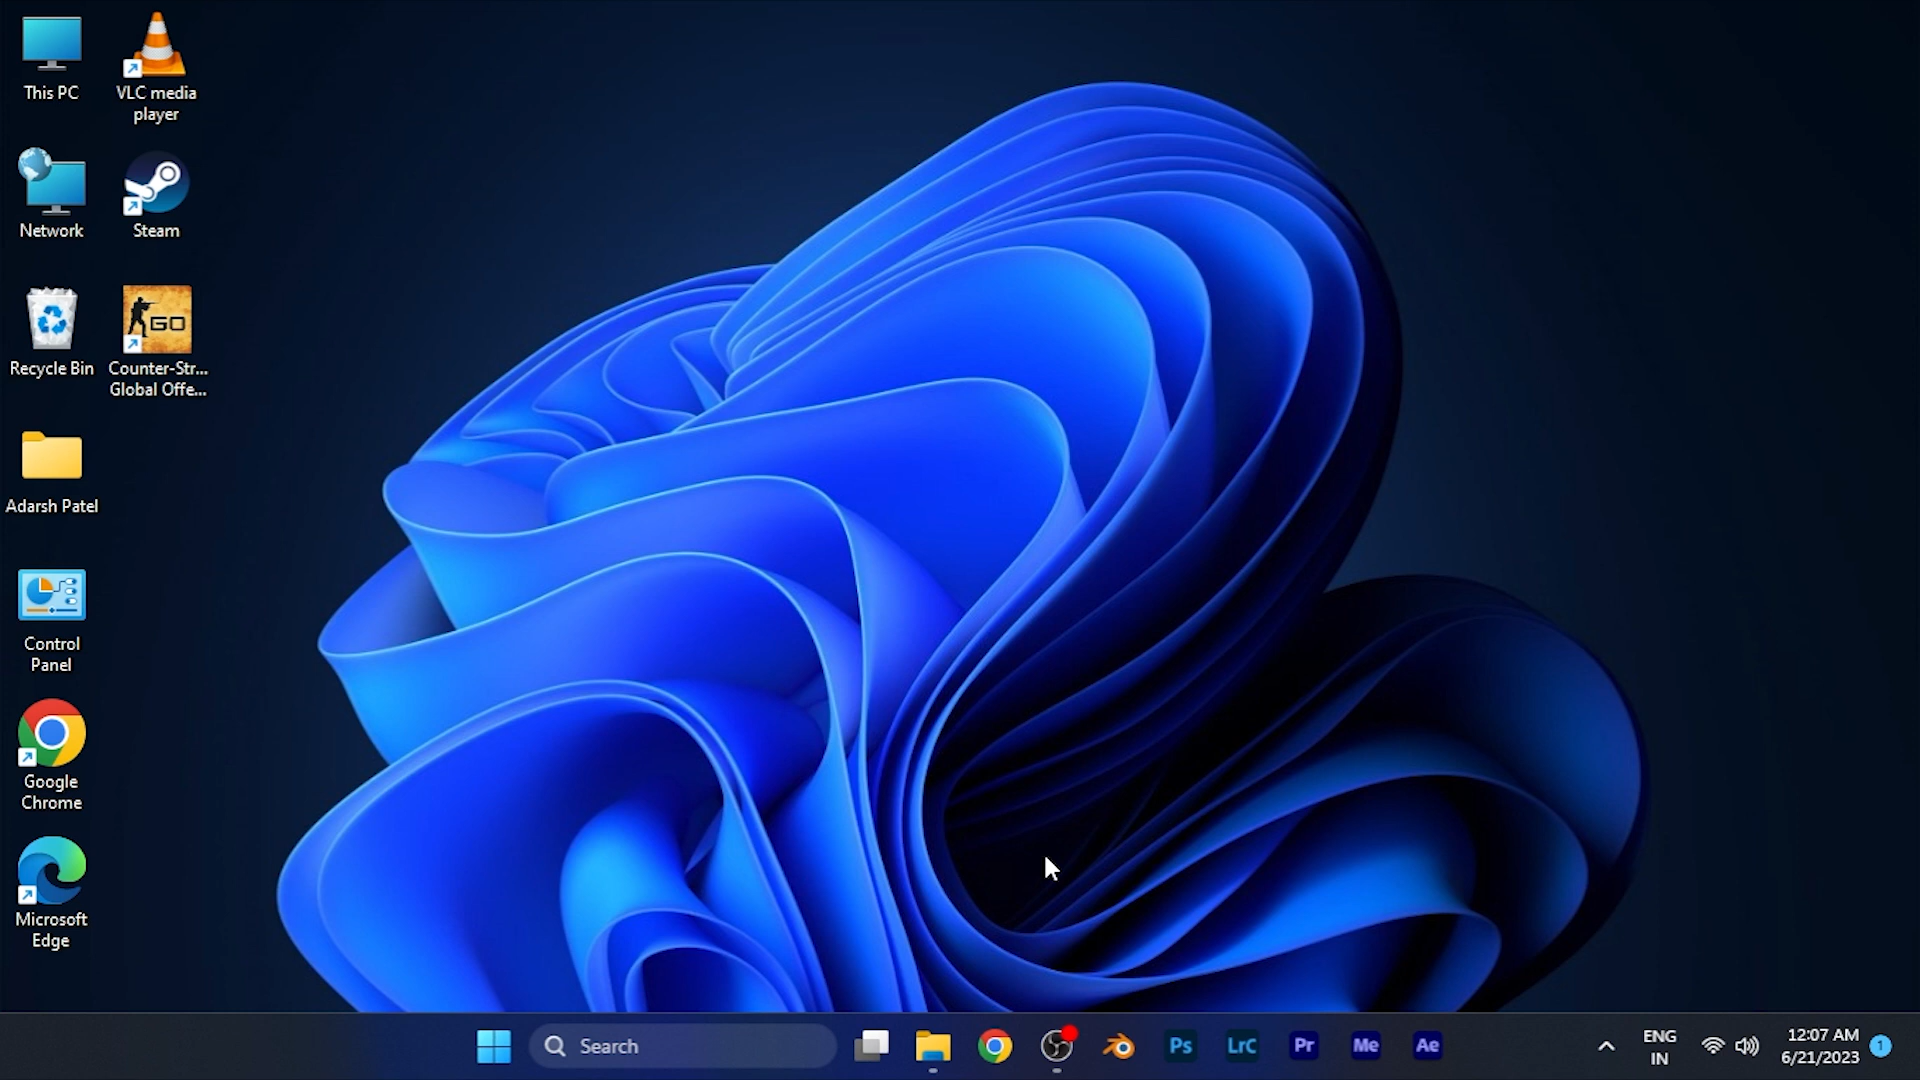 This PC
VLC media
player
Network
Steam
Recycle Bin
GO
Counter-Str...
Global Offe...
Adarsh Patel
Control
Panel
Google
Chrome
Microsoft
Edge
Search
Ps
LrC
Pr
Me
Ae
ENG
IN
12:07 AM
6/21/2023
1